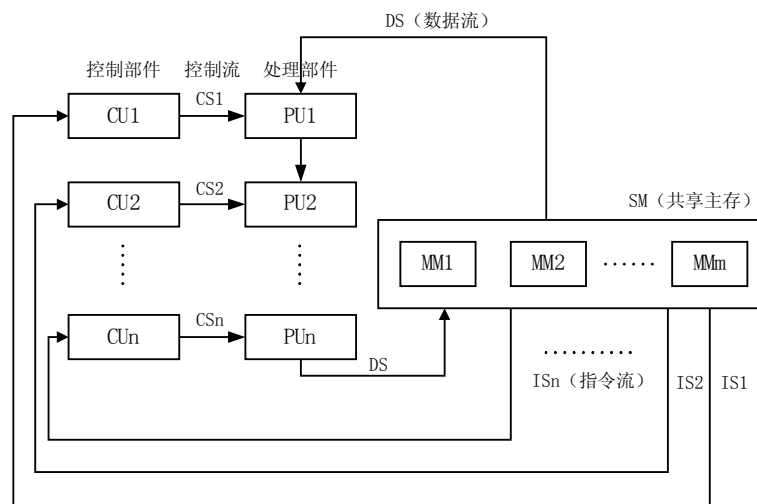 DS（数据流）
控制部件 控制流 处理部件
CU1 CS1 PU1
CU2 CS2 PU2
SM（共享主存）
MM1 MM2 ...... MMm
CUn CSn PUn
DS
ISn（指令流） IS2 IS1